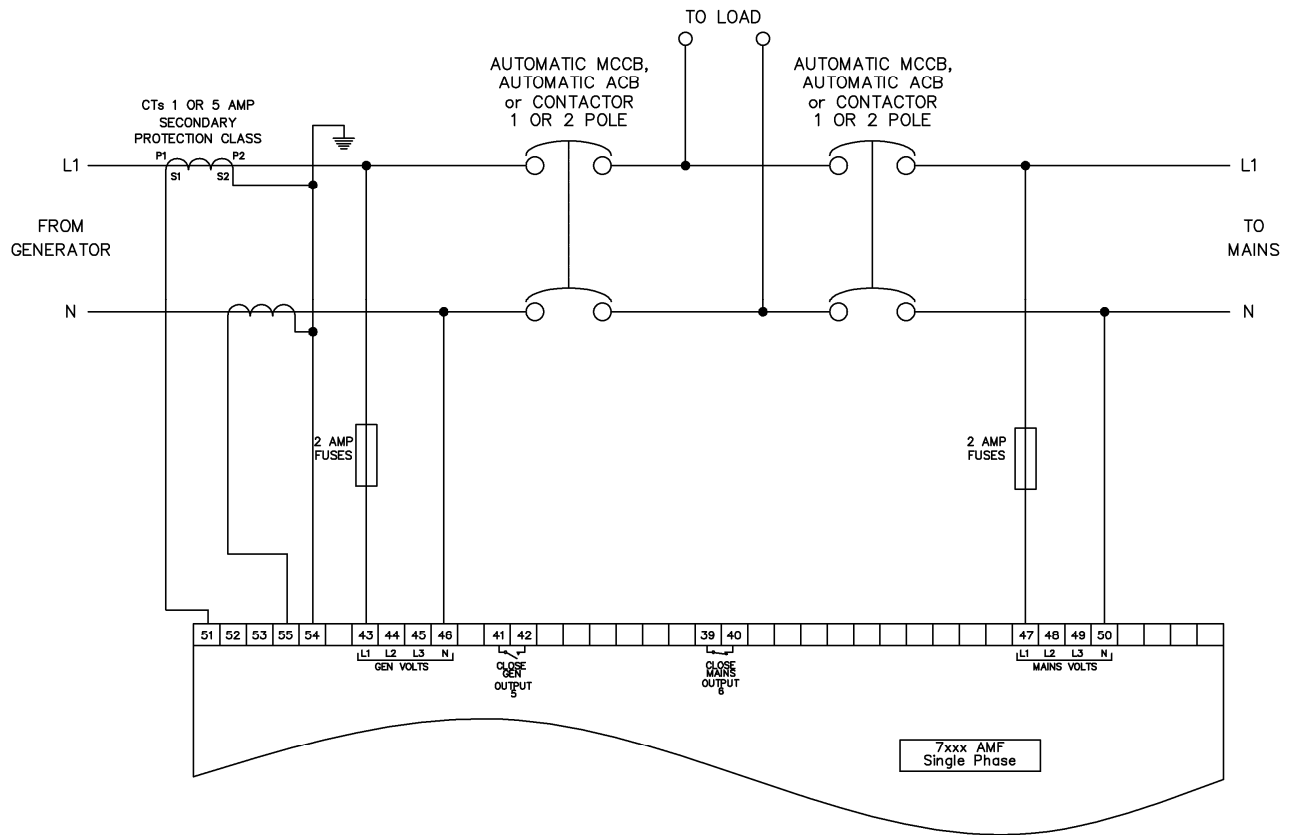 TO LOAD
AUTOMATIC MCCB,
AUTOMATIC ACB
or CONTACTOR
1 OR 2 POLE
AUTOMATIC MCCB,
AUTOMATIC ACB
or CONTACTOR
1 OR 2 POLE
CTs 1 OR 5 AMP
SECONDARY
PROTECTION CLASS
P1 P2
L1
S1 S2
L1
FROM
GENERATOR
TO
MAINS
N
N
2 AMP
FUSES
2 AMP
FUSES
51 52 53 55 54 43 44 45 46 41 42 39 40 47 48 49 50
L1 L2 L3 N
GEN VOLTS
CLOSE
GEN
OUTPUT
5
CLOSE
MAINS
OUTPUT
6
L1 L2 L3 N
MAINS VOLTS
7xxx AMF
Single Phase